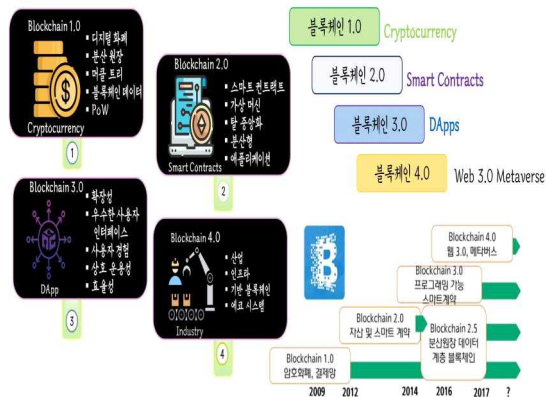 Blockchain 1.0
• 디지털 화폐
• 분산 원장
• 머클 트리
• 블록체인 데이터
• PoW
Cryptocurrency
1
Blockchain 2.0
• 스마트 컨트랙트
• 가상 머신
• 탈 중앙화
• 분산형
• 애플리케이션
Smart Contracts
2
Blockchain 3.0
• 확장성
• 우수한 사용자
인터페이스
• 사용자 경험
• 상호 운용성
• 효율성
DApp
3
Blockchain 4.0
• 산업
• 인프라
• 기반 블록체인
• 에코 시스템
Industry
4
블록체인 1.0 Cryptocurrency
블록체인 2.0 Smart Contracts
블록체인 3.0 DApps
블록체인 4.0 Web 3.0 Metaverse
Blockchain 4.0
웹 3.0, 메타버스
Blockchain 3.0
프로그래밍 가능
스마트계약
Blockchain 2.0
자산 및 스마트 계약
Blockchain 2.5
분산원장 데이터
계층 블록체인
Blockchain 1.0
암호화폐, 결제망
2009 2012 2014 2016 2017 ?